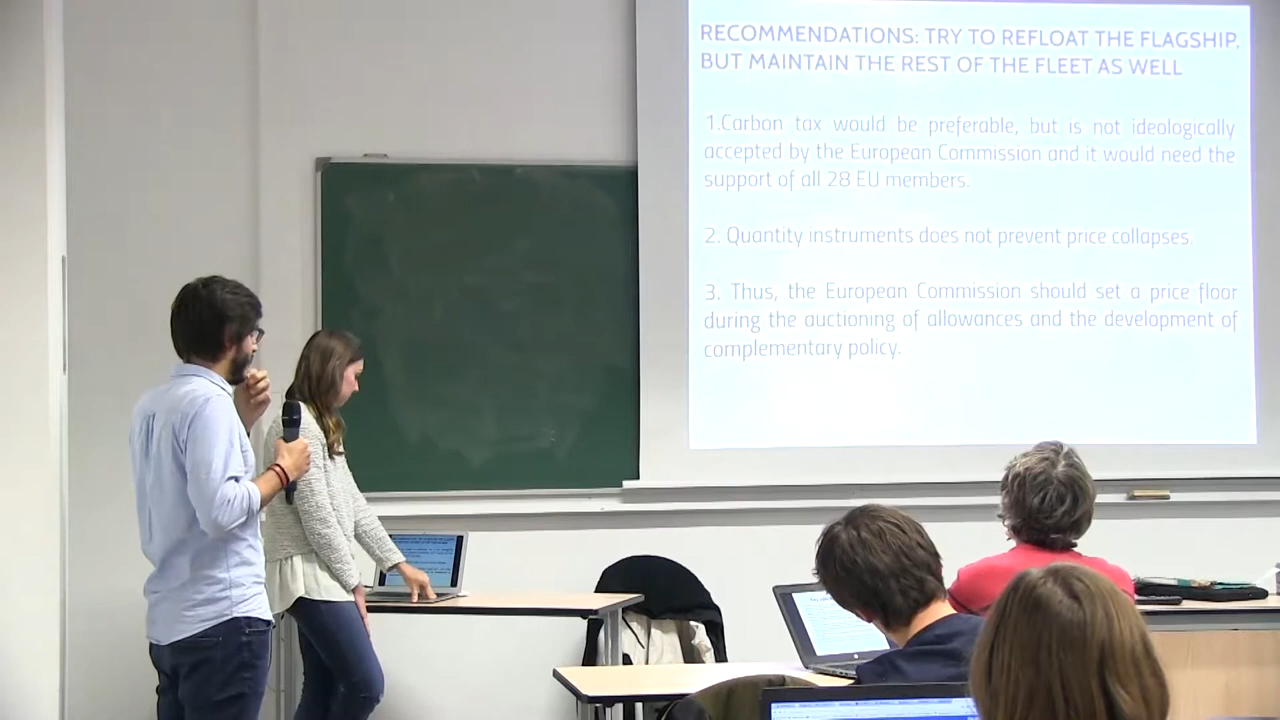 RECOMMENDATIONS: TRY TO REFLOAT THE FLAGSHIP,
BUT MAINTAIN THE REST OF THE FLEET AS WELL
1.Carbon tax would be preferable, but is not ideologically
accepted by the European Commission and it would need the
support of all 28 EU members.
2. Quantity instruments does not prevent price collapses.
3. Thus, the European Commission should set a price floor
during the auctioning of allowances and the development of
complementary policy.